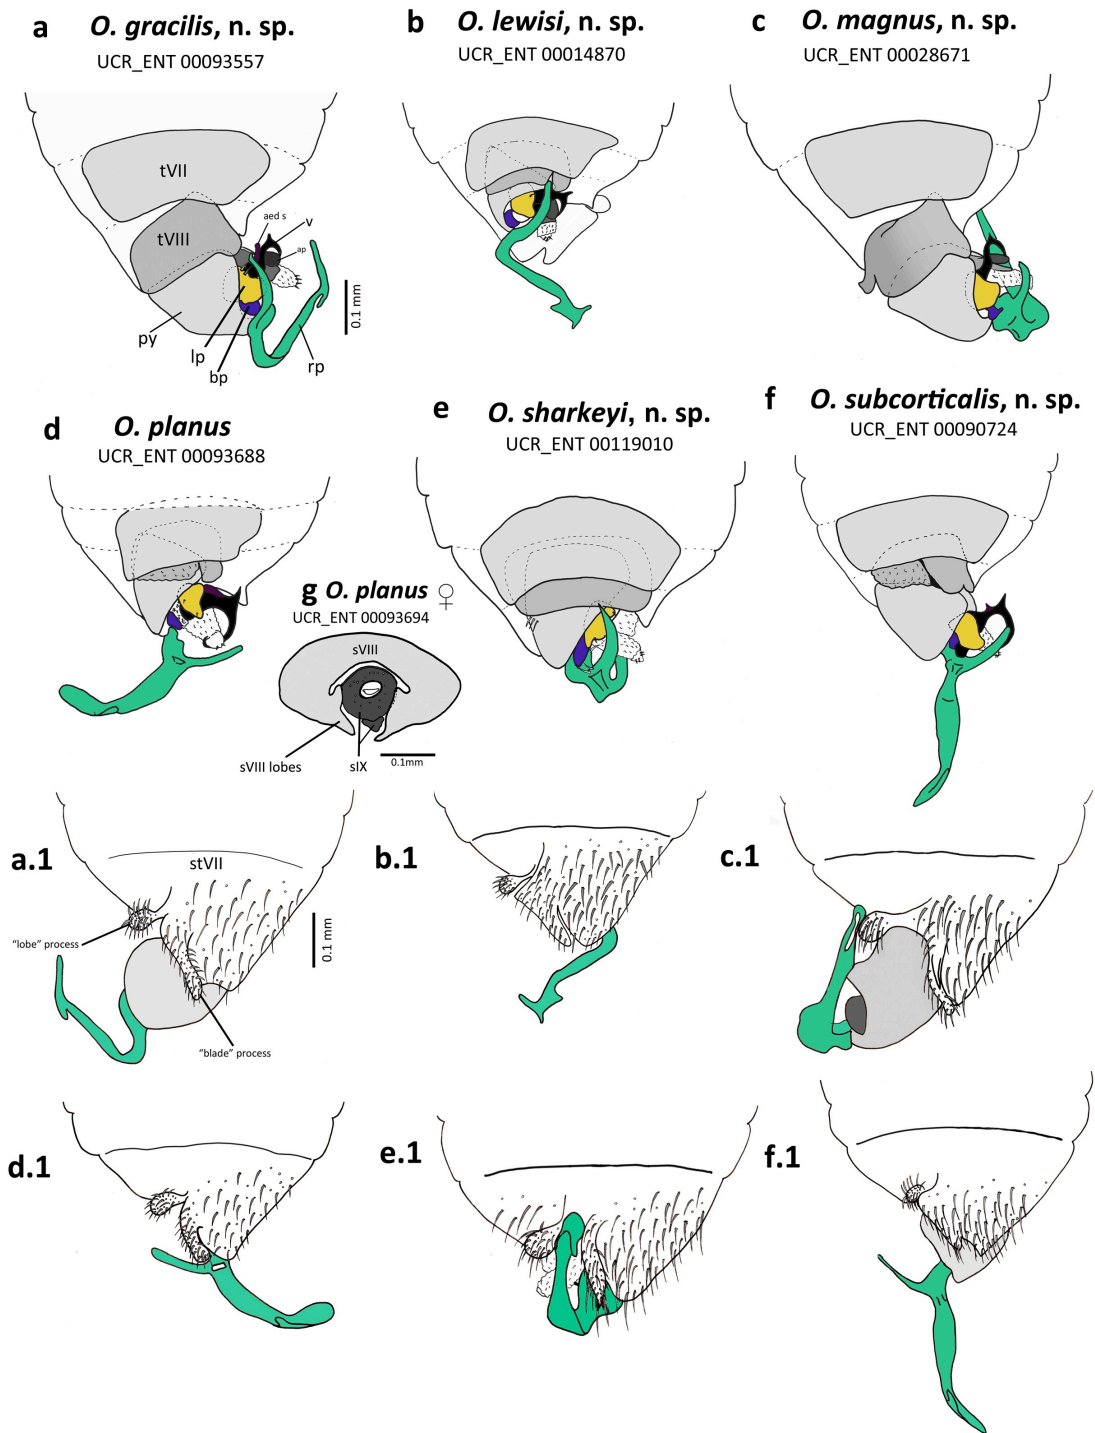 a
O. gracilis, n. sp.
UCR_ENT 00093557
b
O. lewisi, n. sp.
UCR_ENT 00014870
c
O. magnus, n. sp.
UCR_ENT 00028671
tVII
tVIII
aed s
v
ap
0.1 mm
py
lp
bp
rp
d
O. planus
UCR_ENT 00093688
e
O. sharkeyi, n. sp.
UCR_ENT 00119010
f
O. subcorticalis, n. sp.
UCR_ENT 00090724
g O. planus ♀
UCR_ENT 00093694
sVIII
sVIII lobes
sIX
0.1mm
a.1
stVII
"lobe" process
0.1 mm
"blade" process
b.1
c.1
d.1
e.1
f.1